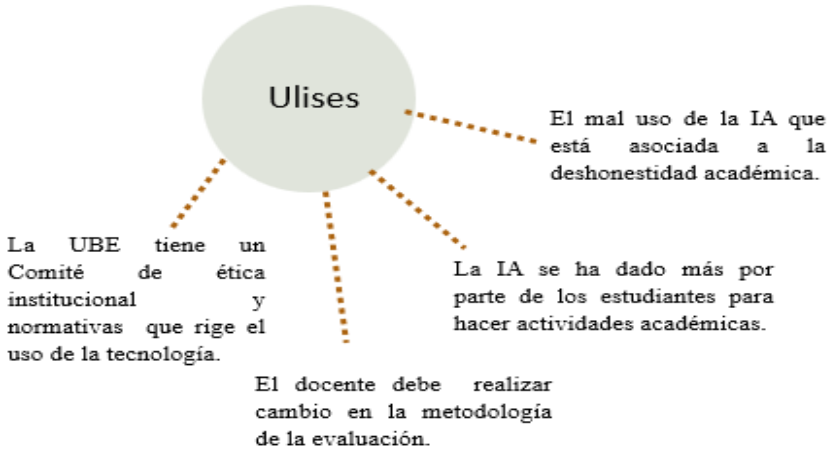 Ulises
El mal uso de la IA que
está asociada a la
deshonestidad académica.
La UBE tiene un
Comité de ética
institucional y
normativas que rige el
uso de la tecnología.
La IA se ha dado más por
parte de los estudiantes para
hacer actividades académicas.
El docente debe realizar
cambio en la metodología
de la evaluación.